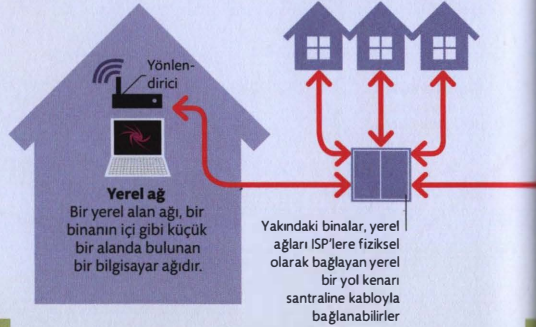 Yönlen-
dirici
Yerel ağ
Bir yerel alan ağı, bir
binanın içi gibi küçük
bir alanda bulunan
bir bilgisayar ağıdır.
Yakındaki binalar, yerel
ağları ISP'lere fiziksel
olarak bağlayan yerel
bir yol kenarı
santraline kabloyla
bağlanabilirler